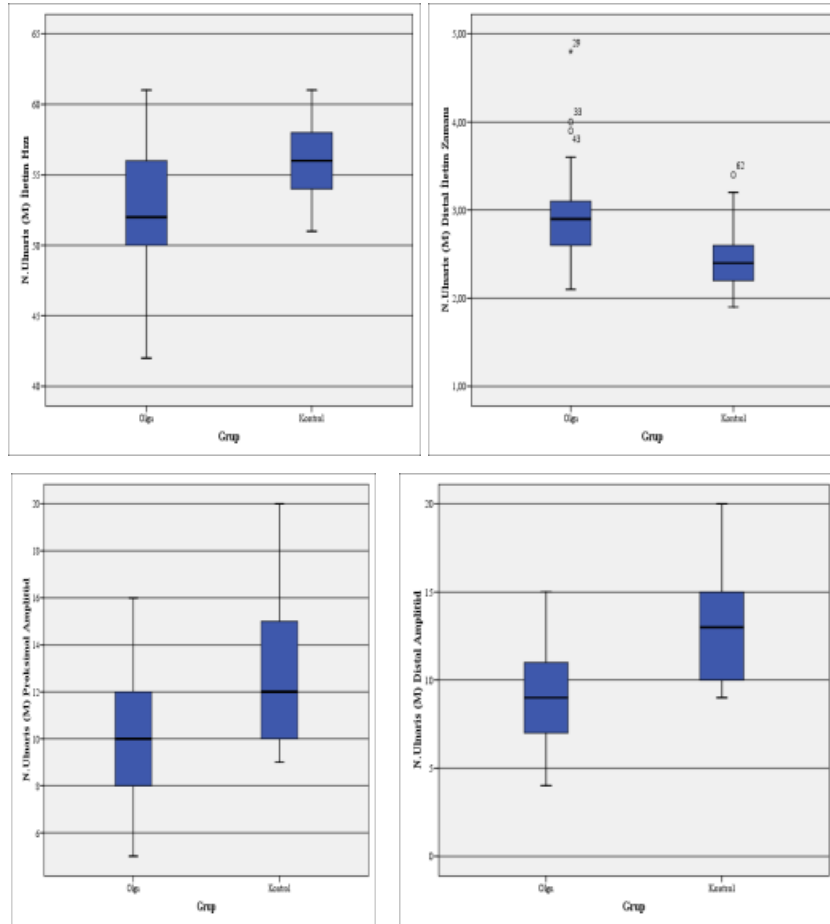 N.Ulnaris (M) İletim Hızı
65
60
55
50
45
40
Olgu
Kontrol
Grup
N.Ulnaris (M) Distal İletim Zamanı
5,00
4,00
3,00
2,00
1,00
29
33
43
62
Olgu
Kontrol
Grup
N.Ulnaris (M) Proksimal Amplitüd
20
18
16
14
12
10
8
6
Olgu
Kontrol
Grup
N.Ulnaris (M) Distal Amplitüd
20
15
10
5
0
Olgu
Kontrol
Grup